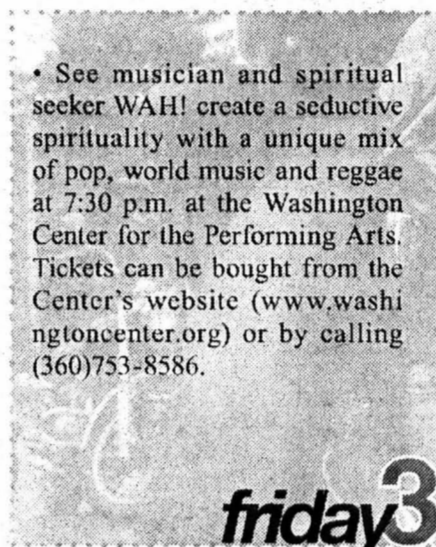 • See musician and spiritual
seeker WAH! create a seductive
spirituality with a unique mix
of pop, world music and reggae
at 7:30 p.m. at the Washington
Center for the Performing Arts.
Tickets can be bought from the
Center's website (www.washi
ngtoncenter.org) or by calling
(360)753-8586.
friday3